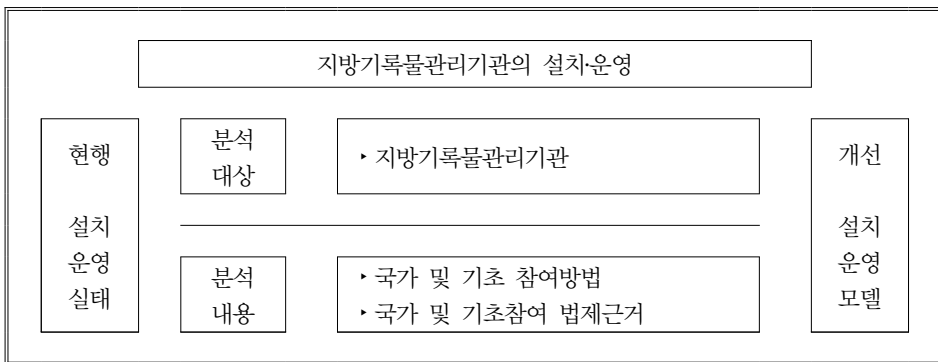 지방기록물관리기관의 설치·운영
현행
설치
운영
실태
분석
대상
‣지방기록물관리기관
분석
내용
‣국가 및 기초 참여방법
‣국가 및 기초참여 법제근거
개선
설치
운영
모델